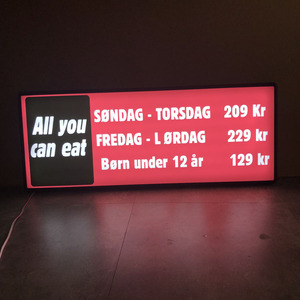 All you
can eat
SØNDAG - TORSDAG 209 Kr
FREDAG - L ØRDAG 229 kr
Børn under 12 år 129 kr